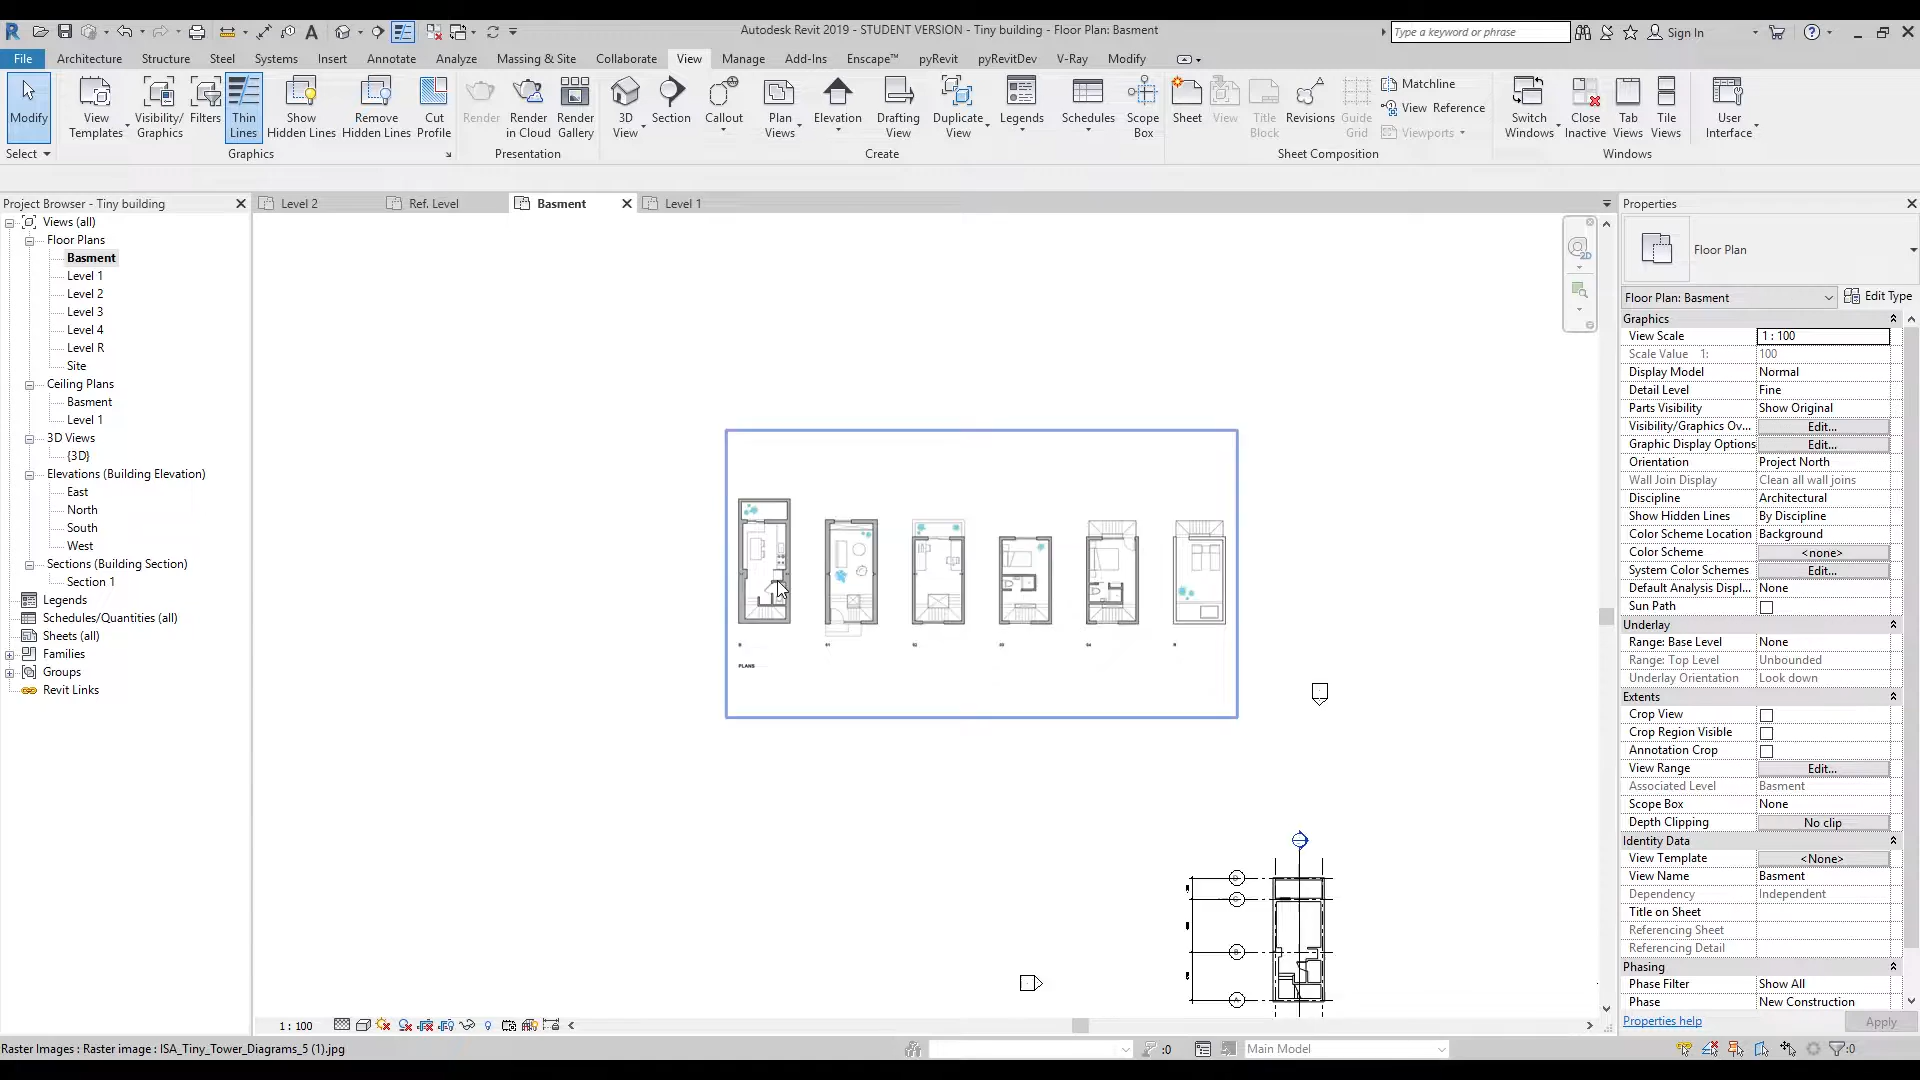 Autodesk Revit 2019 - STUDENT VERSION - Tiny building - Floor Plan: Basment
Type a keyword or phrase
Sign In
File Architecture Structure Steel Systems Insert Annotate Analyze Massing & Site Collaborate View Manage Add-Ins Enscape™ pyRevit pyRevitDev V-Ray Modify
Modify
View Templates
Visibility/ Graphics
Filters
Thin Lines
Show Hidden Lines
Remove Hidden Lines
Cut Profile
Render
Render in Cloud
Render Gallery
3D View
Section
Callout
Plan Views
Elevation
Drafting View
Duplicate View
Legends
Schedules
Scope Box
Sheet
View
Title Block
Revisions
Guide Grid
Matchline
View Reference
Viewports
Switch Windows
Close Inactive
Tab Views
Tile Views
User Interface
Select Graphics Presentation Create Sheet Composition Windows
Project Browser - Tiny building
Views (all)
Floor Plans
Basment
Level 1
Level 2
Level 3
Level 4
Level R
Site
Ceiling Plans
Basment
Level 1
3D Views
{3D}
Elevations (Building Elevation)
East
North
South
West
Sections (Building Section)
Section 1
Legends
Schedules/Quantities (all)
Sheets (all)
Families
Groups
Revit Links
Level 2 Ref. Level Basment Level 1
2D
PLANS
Properties
Floor Plan
Floor Plan: Basment Edit Type
Graphics
View Scale 1 : 100
Scale Value 1: 100
Display Model Normal
Detail Level Fine
Parts Visibility Show Original
Visibility/Graphics Ov... Edit...
Graphic Display Options Edit...
Orientation Project North
Wall Join Display Clean all wall joins
Discipline Architectural
Show Hidden Lines By Discipline
Color Scheme Location Background
Color Scheme <none>
System Color Schemes Edit...
Default Analysis Displ... None
Sun Path
Underlay
Range: Base Level None
Range: Top Level Unbounded
Underlay Orientation Look down
Extents
Crop View
Crop Region Visible
Annotation Crop
View Range Edit...
Associated Level Basment
Scope Box None
Depth Clipping No clip
Identity Data
View Template <None>
View Name Basment
Dependency Independent
Title on Sheet
Referencing Sheet
Referencing Detail
Phasing
Phase Filter Show All
Phase New Construction
Properties help Apply
1 : 100
Raster Images : Raster image : ISA_Tiny_Tower_Diagrams_5 (1).jpg
:0
Main Model
:0